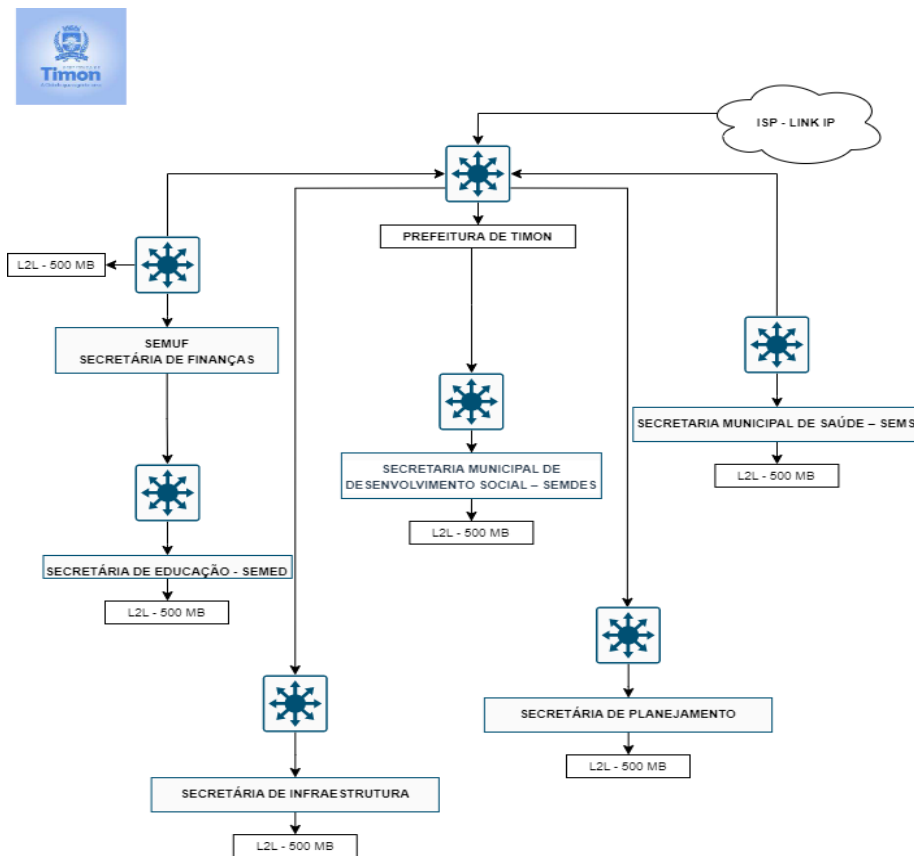 Timon
ISP - LINK IP
PREFEITURA DE TIMON
L2L - 500 MB
SEMUF
SECRETÁRIA DE FINANÇAS
SECRETARIA MUNICIPAL DE SAÚDE – SEMS
L2L - 500 MB
SECRETARIA MUNICIPAL DE
DESENVOLVIMENTO SOCIAL – SEMDES
L2L - 500 MB
SECRETÁRIA DE EDUCAÇÃO - SEMED
L2L - 500 MB
SECRETÁRIA DE PLANEJAMENTO
L2L - 500 MB
SECRETÁRIA DE INFRAESTRUTURA
L2L - 500 MB